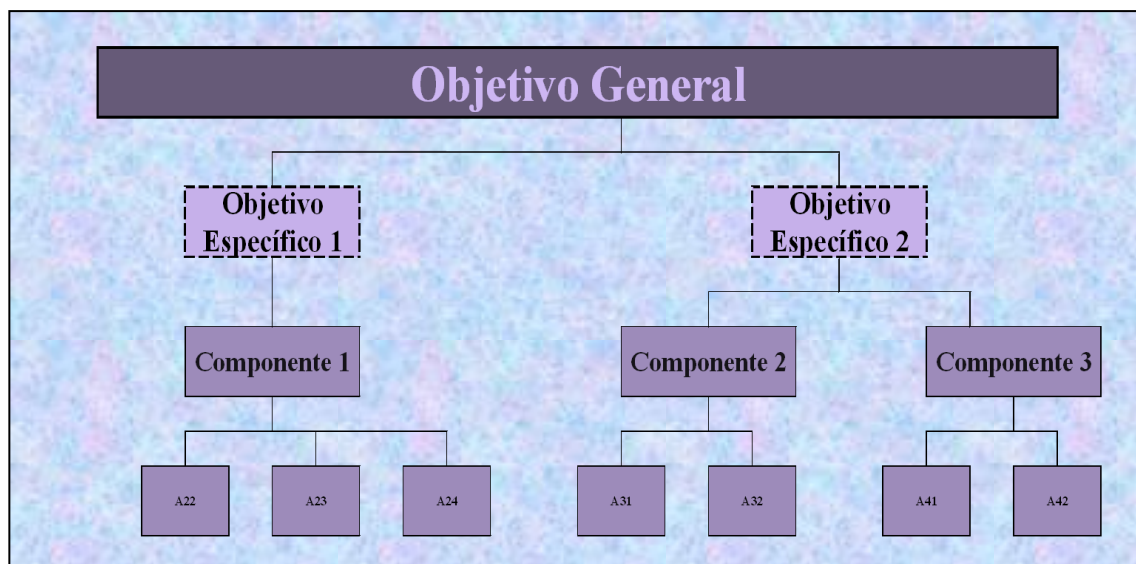 Objetivo General
Objetivo
Específico 1
Objetivo
Específico 2
Componente 1
Componente 2
Componente 3
A22
A23
A24
A31
A32
A41
A42